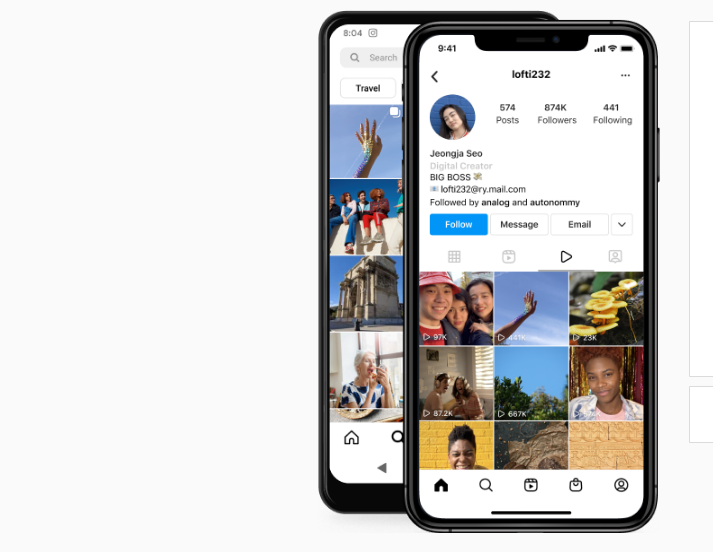 8:04
Search
Travel
9:41
lofti232
574 874K 441
Posts Followers Following
Jeongja Seo
Digital Creator
BIG BOSS
lofti232@ry.mail.com
Followed by analog and autonommy
Follow Message Email
97K 441K 23K
87.2K 667K